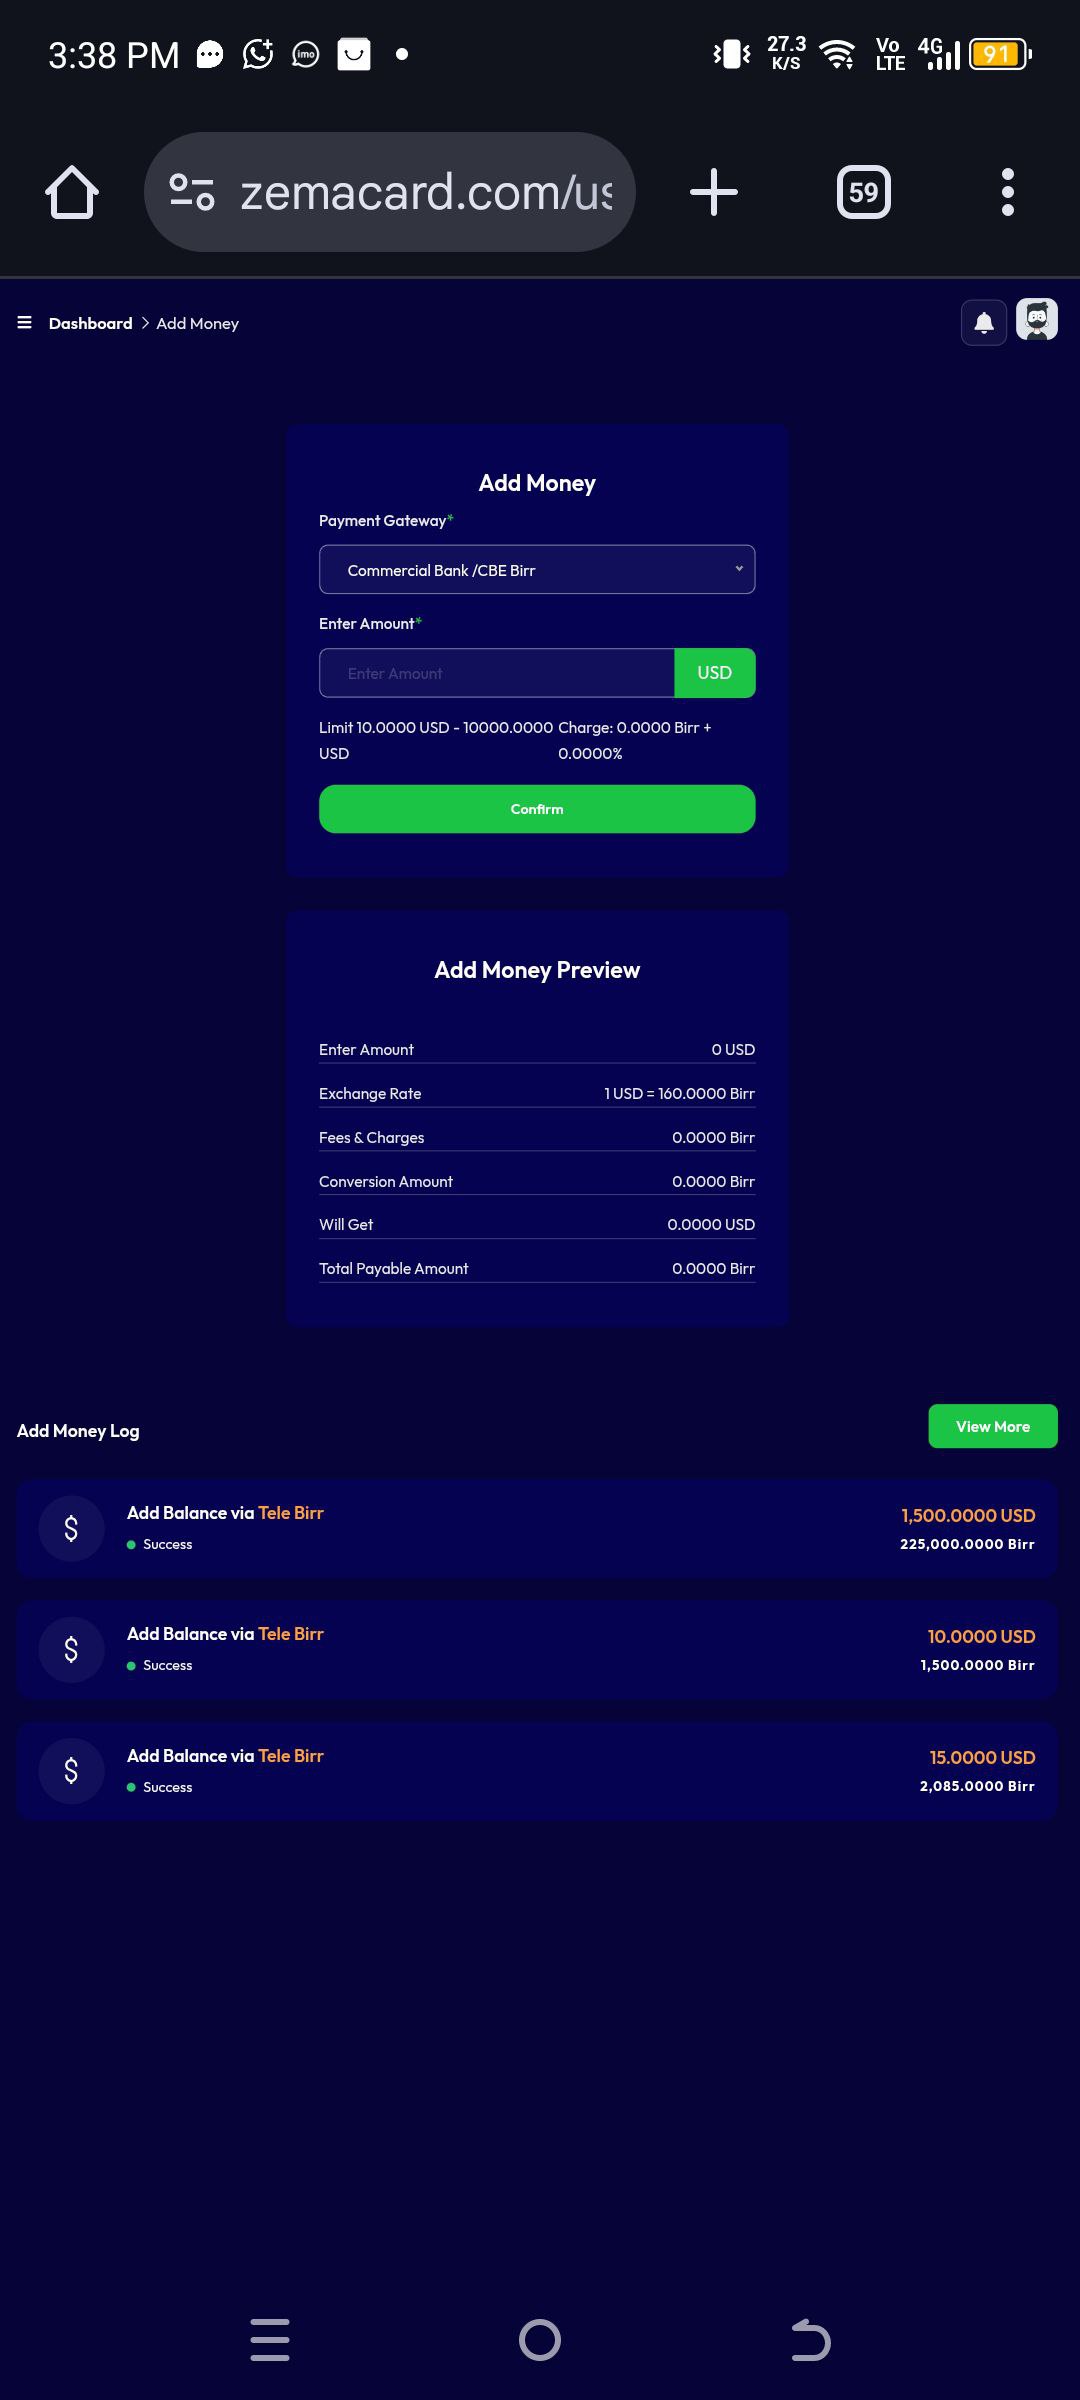 3:38 PM
imo
27.3
K/S
Vo
LTE
4G
91
zemacard.com/us
59
Dashboard > Add Money
Add Money
Payment Gateway*
Commercial Bank /CBE Birr
Enter Amount*
Enter Amount
USD
Limit 10.0000 USD - 10000.0000 USD
Charge: 0.0000 Birr + 0.0000%
Confirm
Add Money Preview
Enter Amount 0 USD
Exchange Rate 1 USD = 160.0000 Birr
Fees & Charges 0.0000 Birr
Conversion Amount 0.0000 Birr
Will Get 0.0000 USD
Total Payable Amount 0.0000 Birr
Add Money Log
View More
$
Add Balance via Tele Birr 1,500.0000 USD
Success 225,000.0000 Birr
$
Add Balance via Tele Birr 10.0000 USD
Success 1,500.0000 Birr
$
Add Balance via Tele Birr 15.0000 USD
Success 2,085.0000 Birr